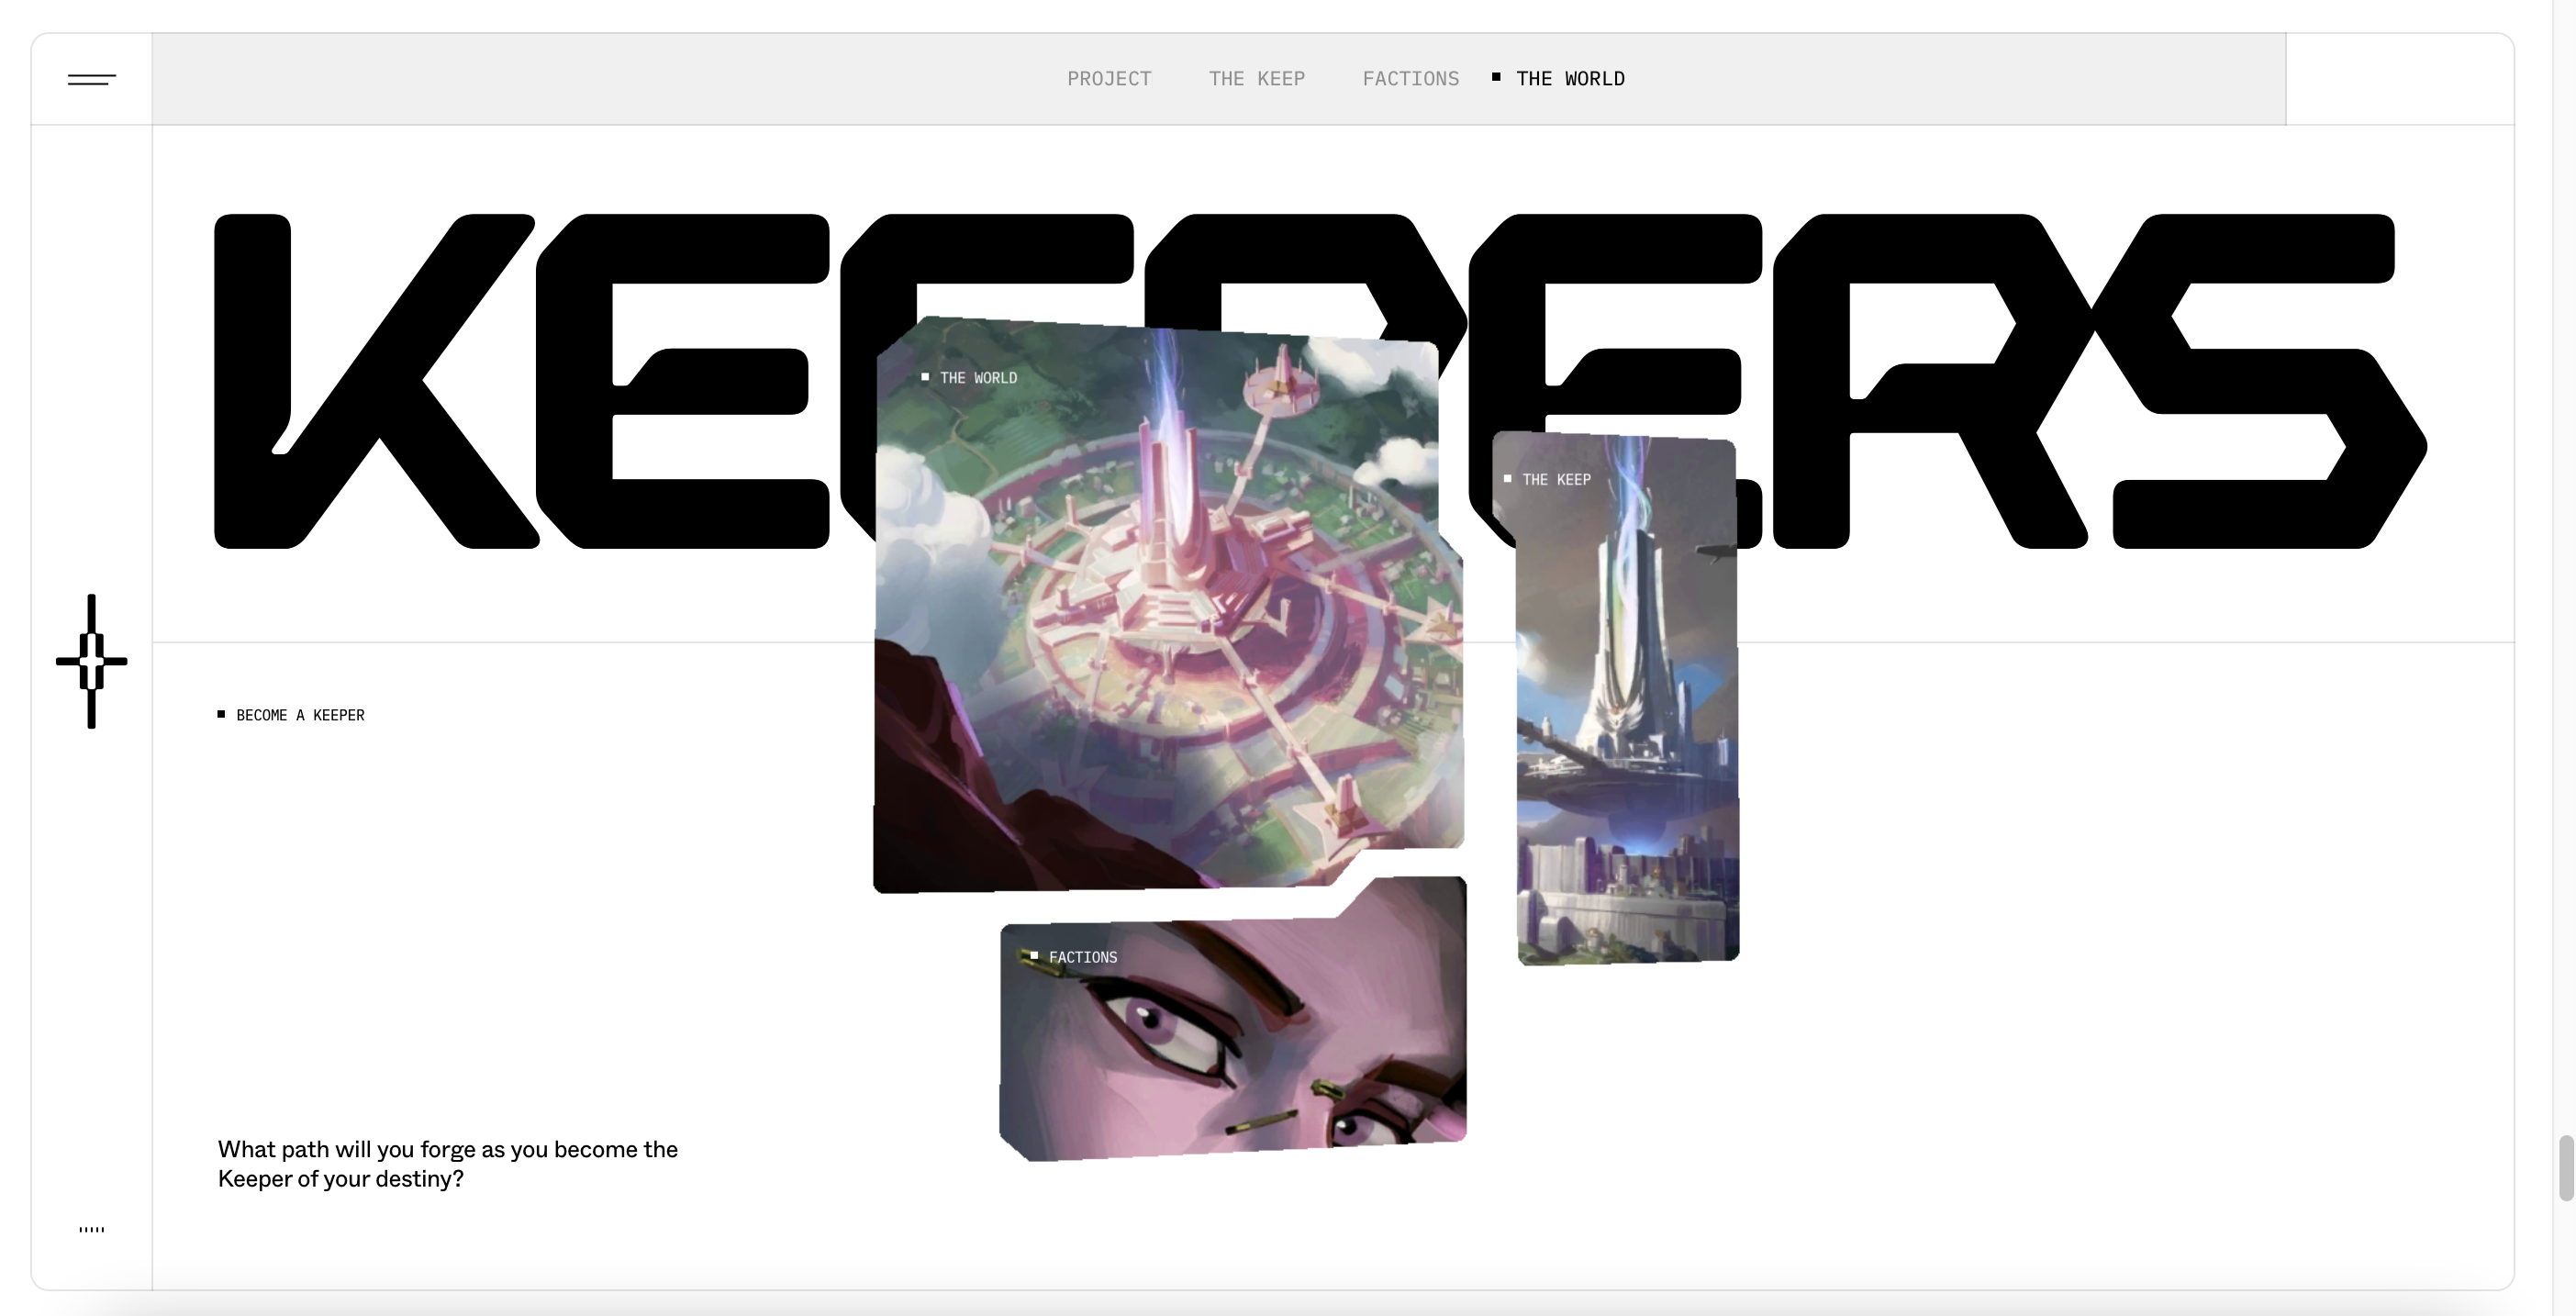 PROJECT THE KEEP FACTIONS THE WORLD
KEEPERS
THE WORLD
THE KEEP
BECOME A KEEPER
FACTIONS
What path will you forge as you become the
Keeper of your destiny?